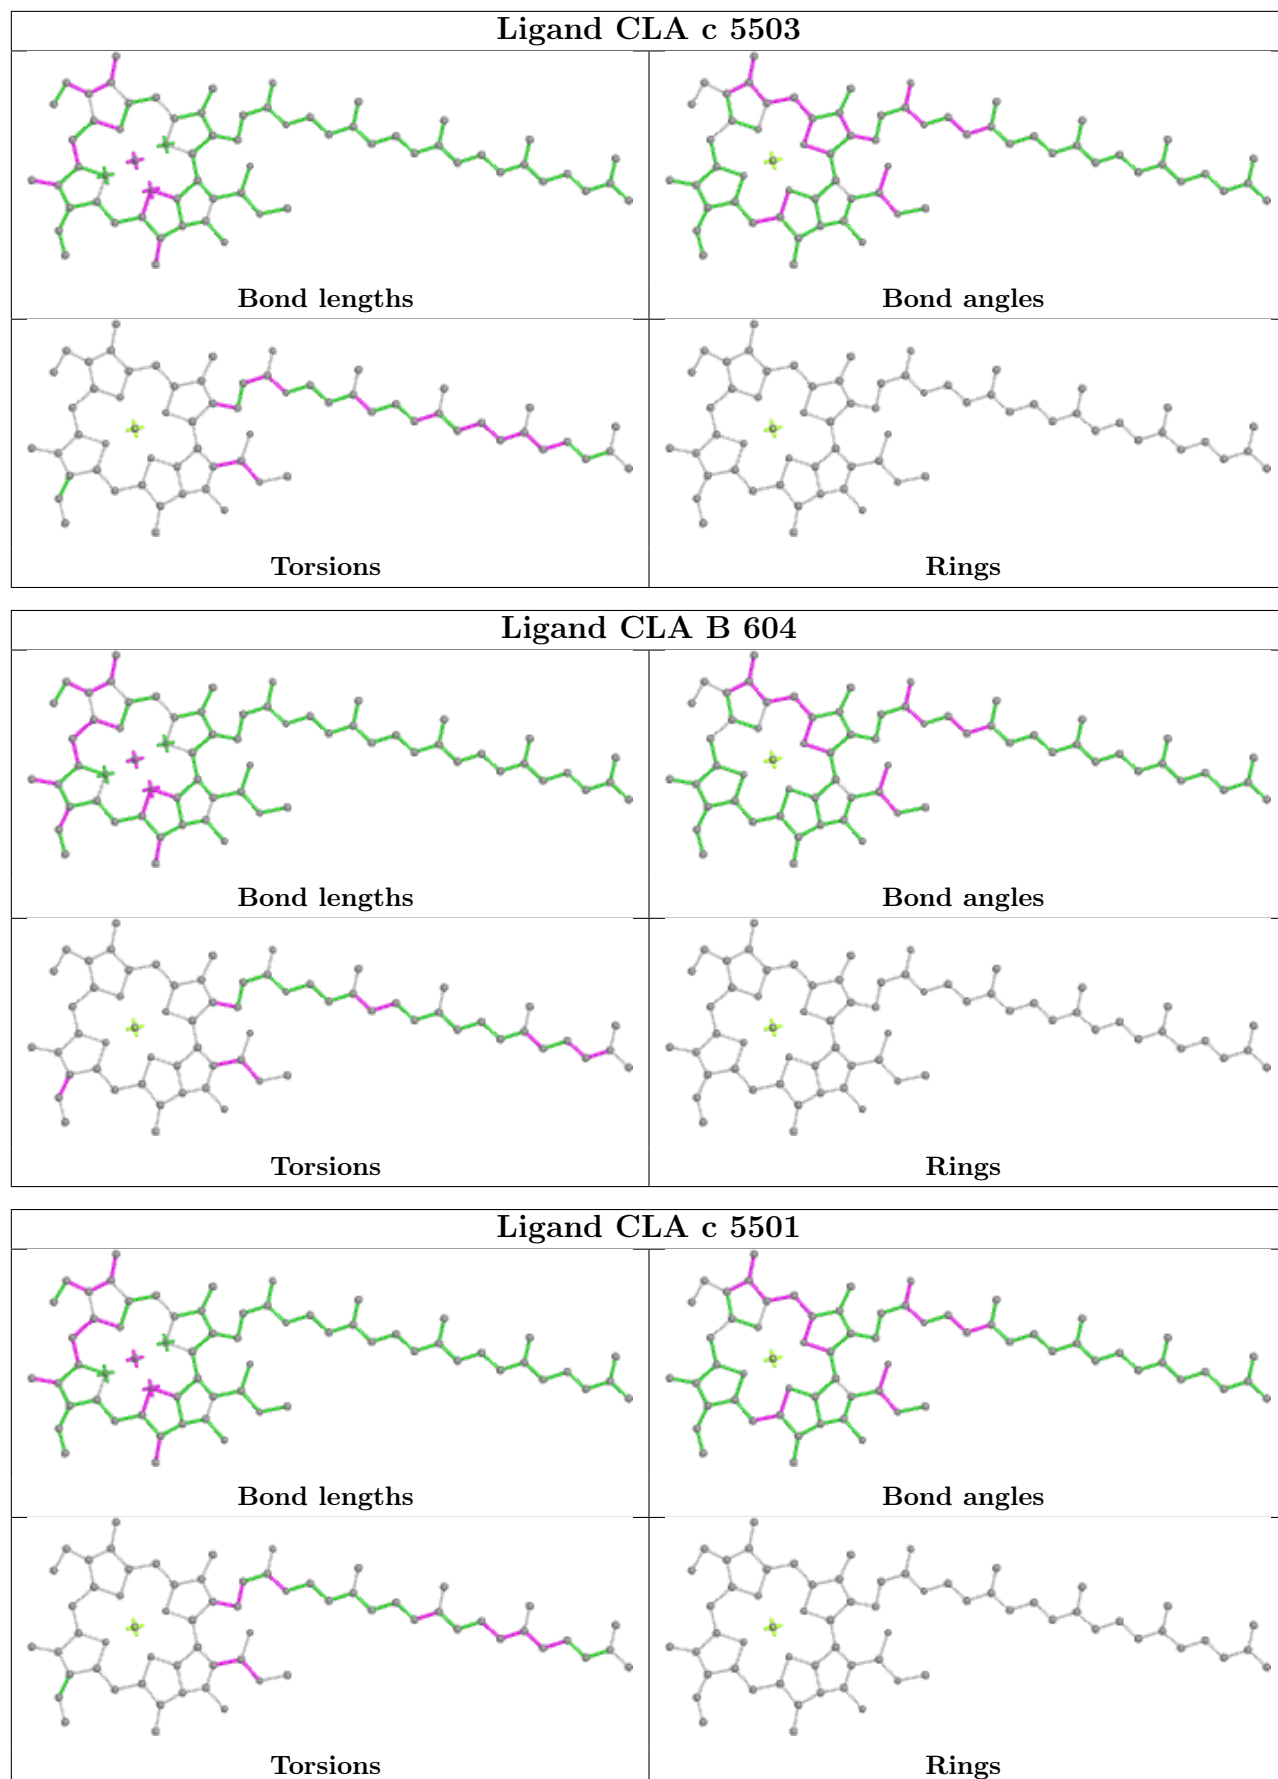 Ligand CLA c 5503
Bond lengths
Bond angles
Torsions
Rings
Ligand CLA B 604
Bond lengths
Bond angles
Torsions
Rings
Ligand CLA c 5501
Bond lengths
Bond angles
Torsions
Rings